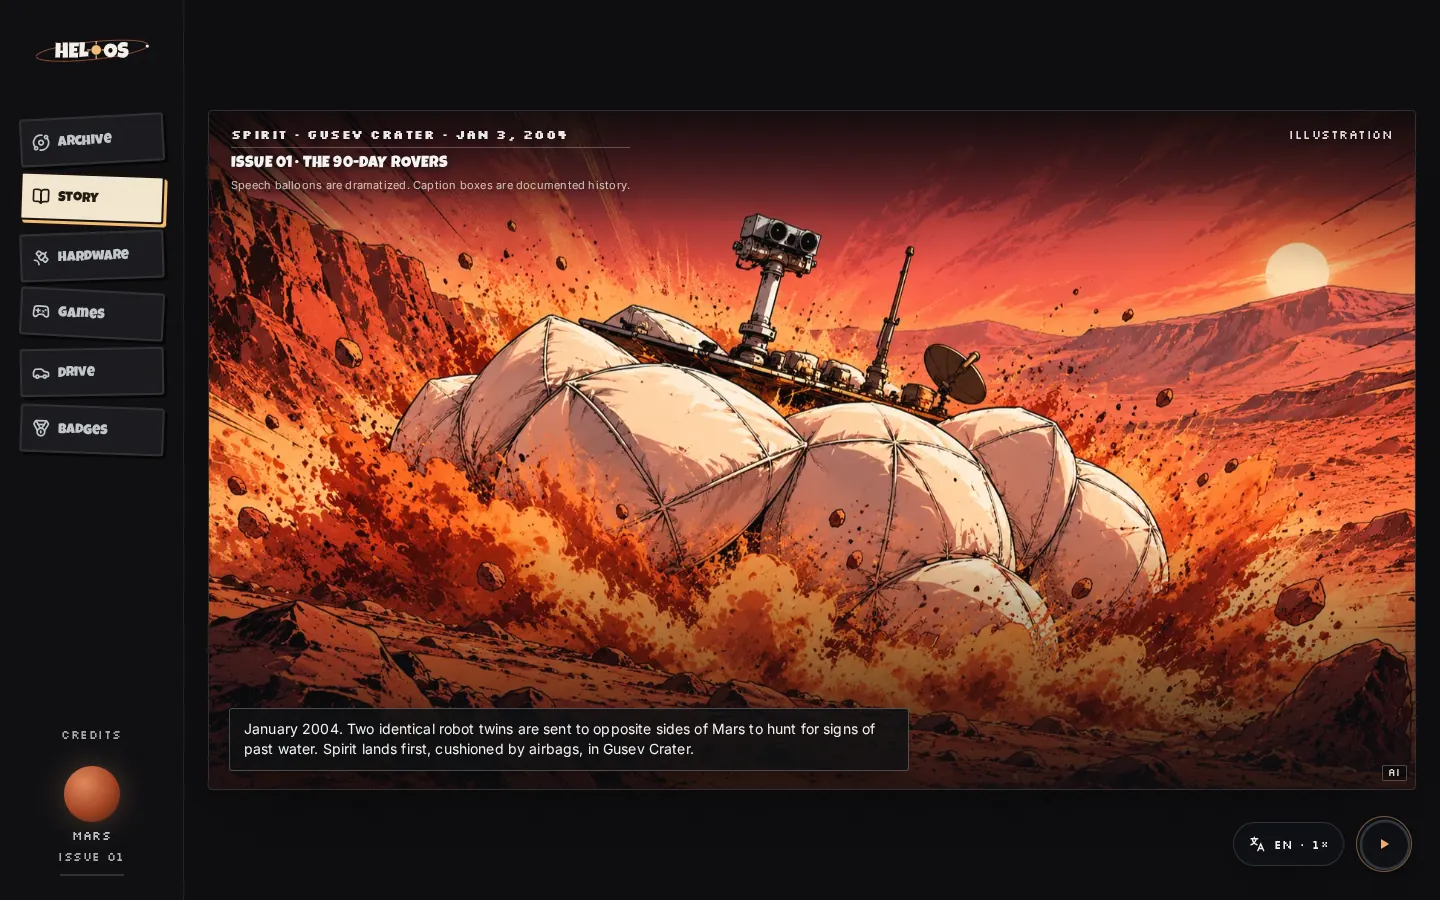 HELIOS
ARCHIVE
STORY
HARDWARE
Games
DRIVE
BADGES
CREDITS
MARS
ISSUE 01
SPIRIT · GUSEV CRATER · JAN 3, 2004
ILLUSTRATION
ISSUE 01 · THE 90-DAY ROVERS
Speech balloons are dramatized. Caption boxes are documented history.
January 2004. Two identical robot twins are sent to opposite sides of Mars to hunt for signs of
past water. Spirit lands first, cushioned by airbags, in Gusev Crater.
AI
EN · 1×